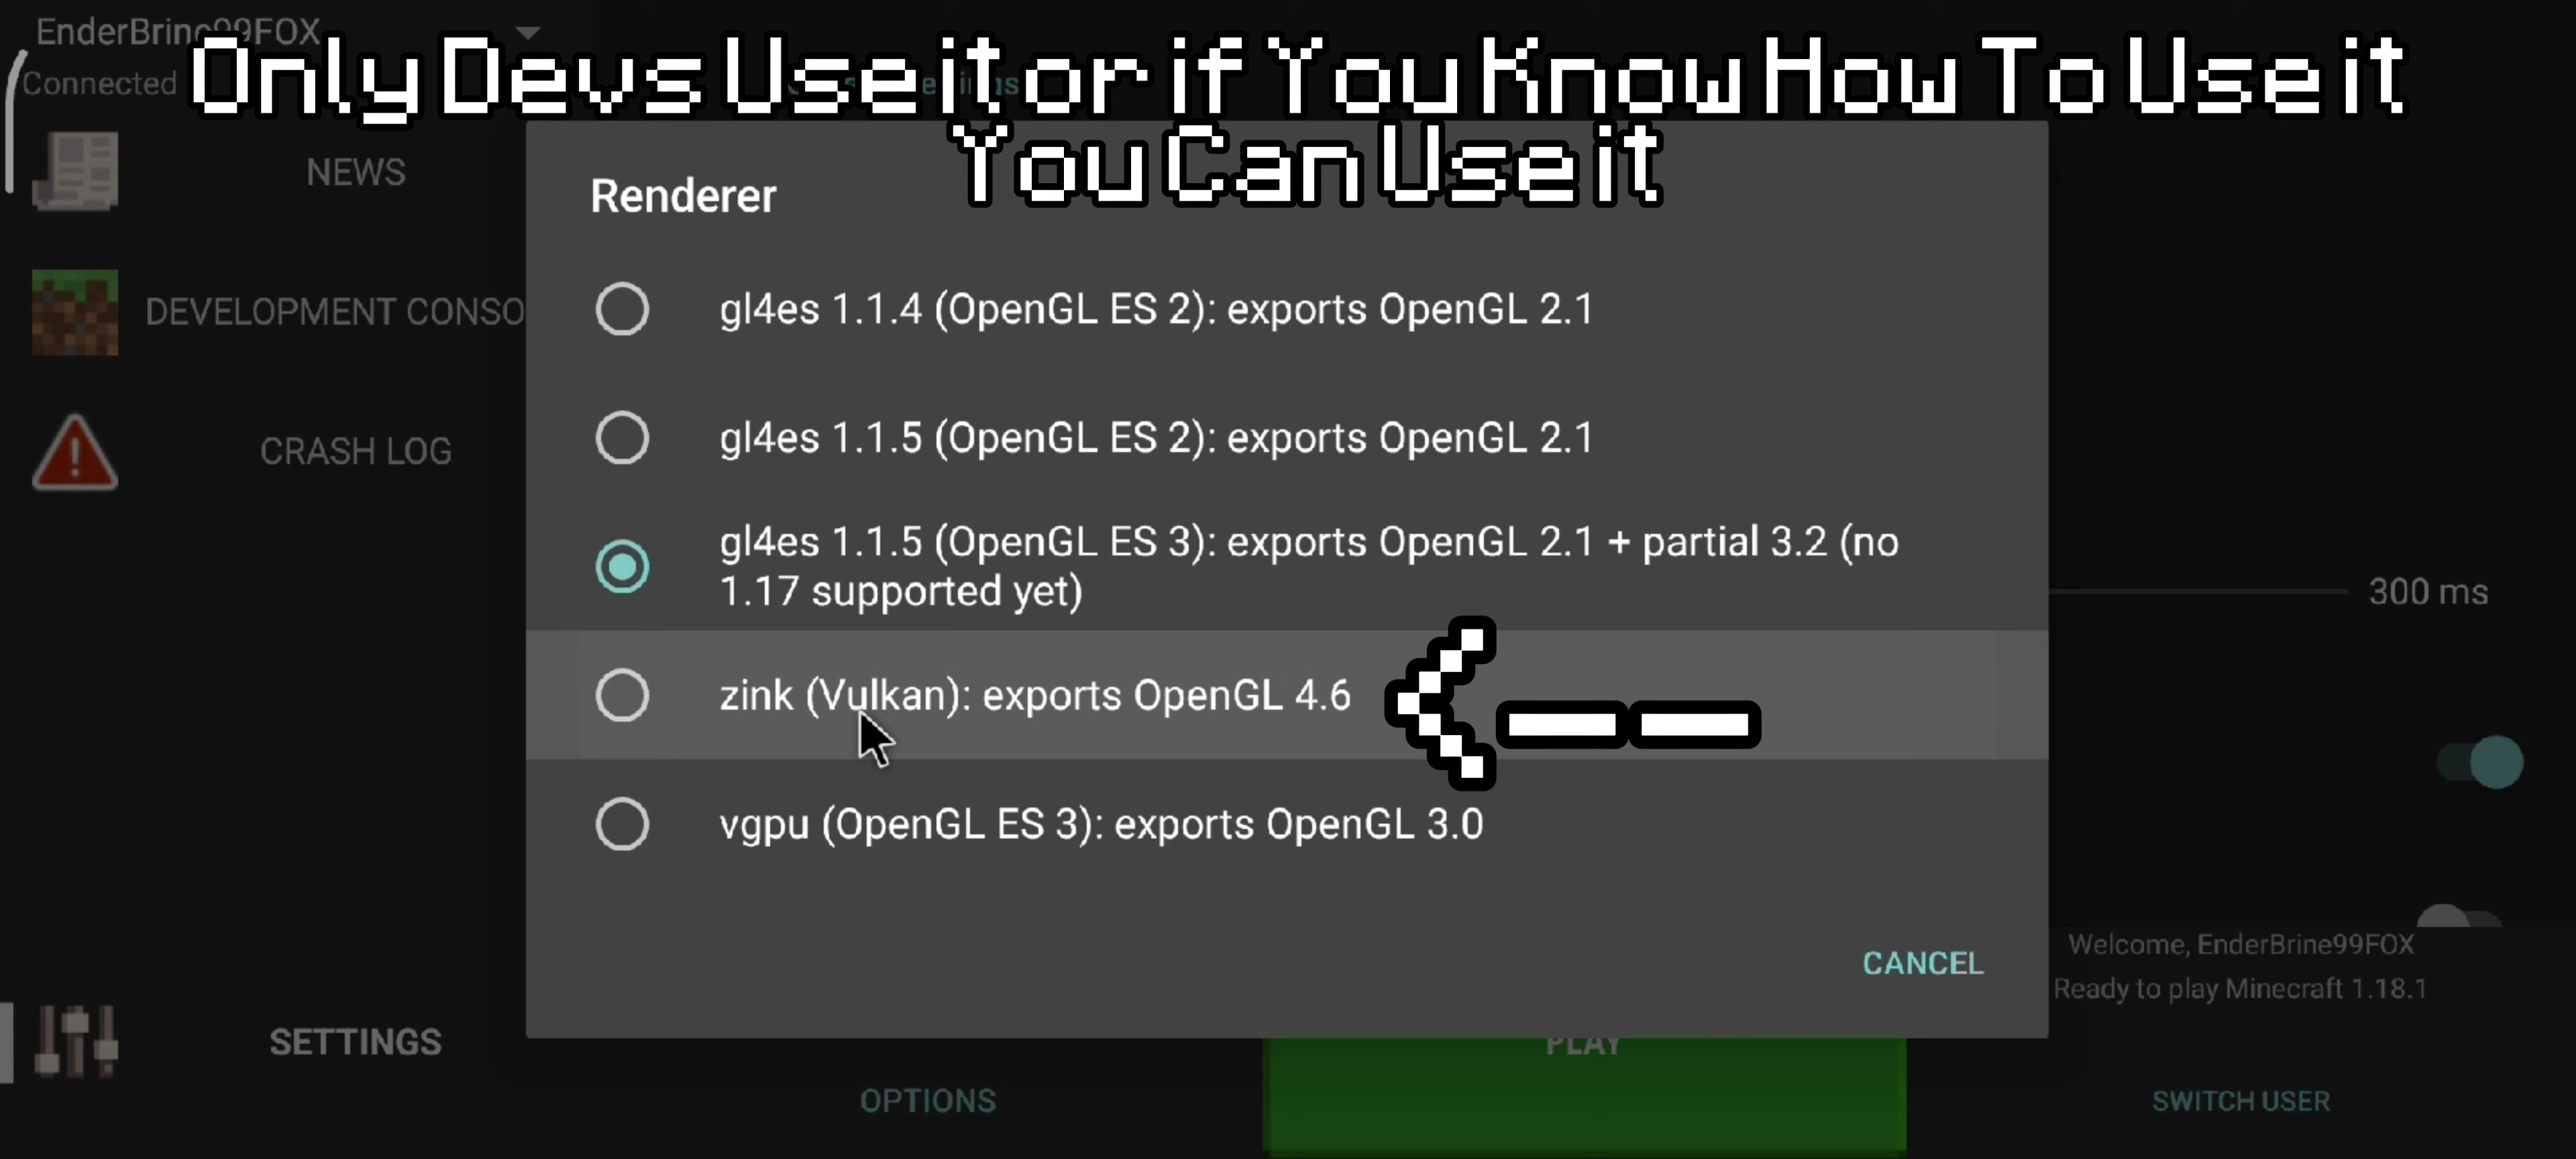 EnderBrine99FOX
Connected
Only Devs Use it or if You Know How To Use it
You Can Use it
NEWS
DEVELOPMENT CONSO
CRASH LOG
SETTINGS
Renderer
gl4es 1.1.4 (OpenGL ES 2): exports OpenGL 2.1
gl4es 1.1.5 (OpenGL ES 2): exports OpenGL 2.1
gl4es 1.1.5 (OpenGL ES 3): exports OpenGL 2.1 + partial 3.2 (no
1.17 supported yet)
zink (Vulkan): exports OpenGL 4.6
vgpu (OpenGL ES 3): exports OpenGL 3.0
CANCEL
300 ms
Welcome, EnderBrine99FOX
Ready to play Minecraft 1.18.1
PLAY
OPTIONS
SWITCH USER